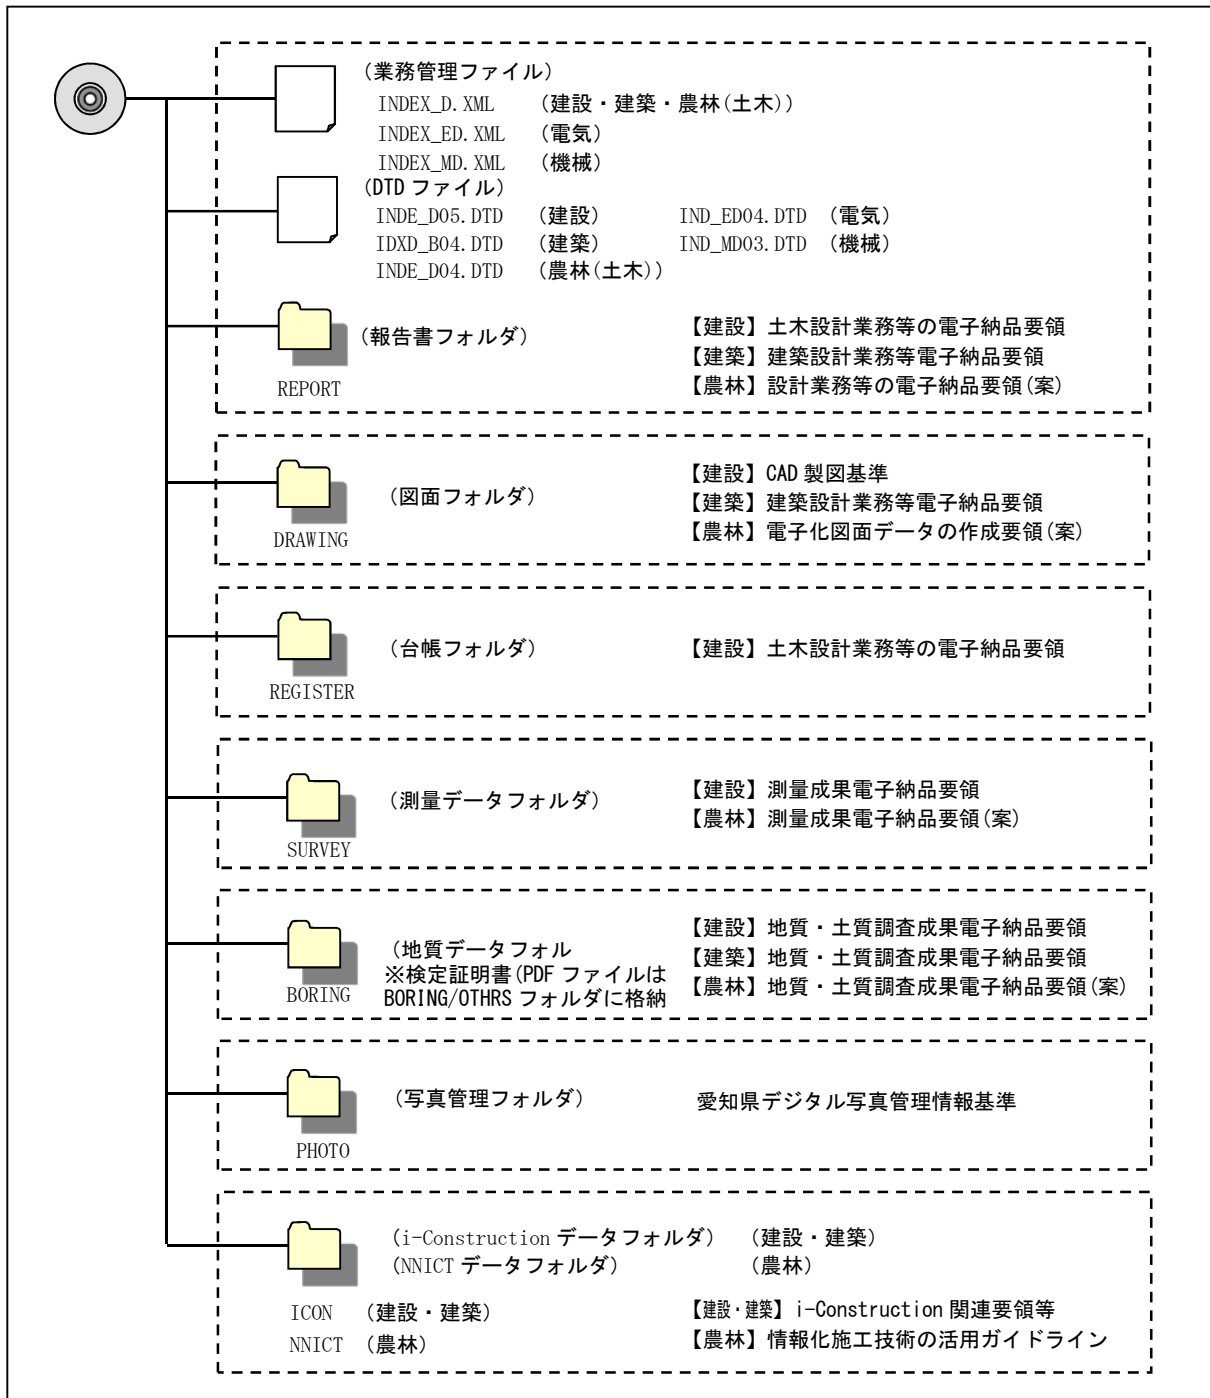 (業務管理ファイル)
INDEX_D.XML (建設・建築・農林(土木))
INDEX_ED.XML (電気)
INDEX_MD.XML (機械)
(DTD ファイル)
INDE_D05.DTD (建設) IND_ED04.DTD (電気)
IDXD_B04.DTD (建築) IND_MD03.DTD (機械)
INDE_D04.DTD (農林(土木))
(報告書フォルダ)
REPORT
【建設】土木設計業務等の電子納品要領
【建築】建築設計業務等電子納品要領
【農林】設計業務等の電子納品要領(案)
(図面フォルダ)
DRAWING
【建設】CAD 製図基準
【建築】建築設計業務等電子納品要領
【農林】電子化図面データの作成要領(案)
(台帳フォルダ)
REGISTER
【建設】土木設計業務等の電子納品要領
(測量データフォルダ)
SURVEY
【建設】測量成果電子納品要領
【農林】測量成果電子納品要領(案)
(地質データフォル
※検定証明書(PDF ファイルは
BORING/OTHRS フォルダに格納
BORING
【建設】地質・土質調査成果電子納品要領
【建築】地質・土質調査成果電子納品要領
【農林】地質・土質調査成果電子納品要領(案)
(写真管理フォルダ) 愛知県デジタル写真管理情報基準
PHOTO
(i-Construction データフォルダ) (建設・建築)
(NNICT データフォルダ) (農林)
ICON (建設・建築) 【建設・建築】i-Construction 関連要領等
NNICT (農林) 【農林】情報化施工技術の活用ガイドライン